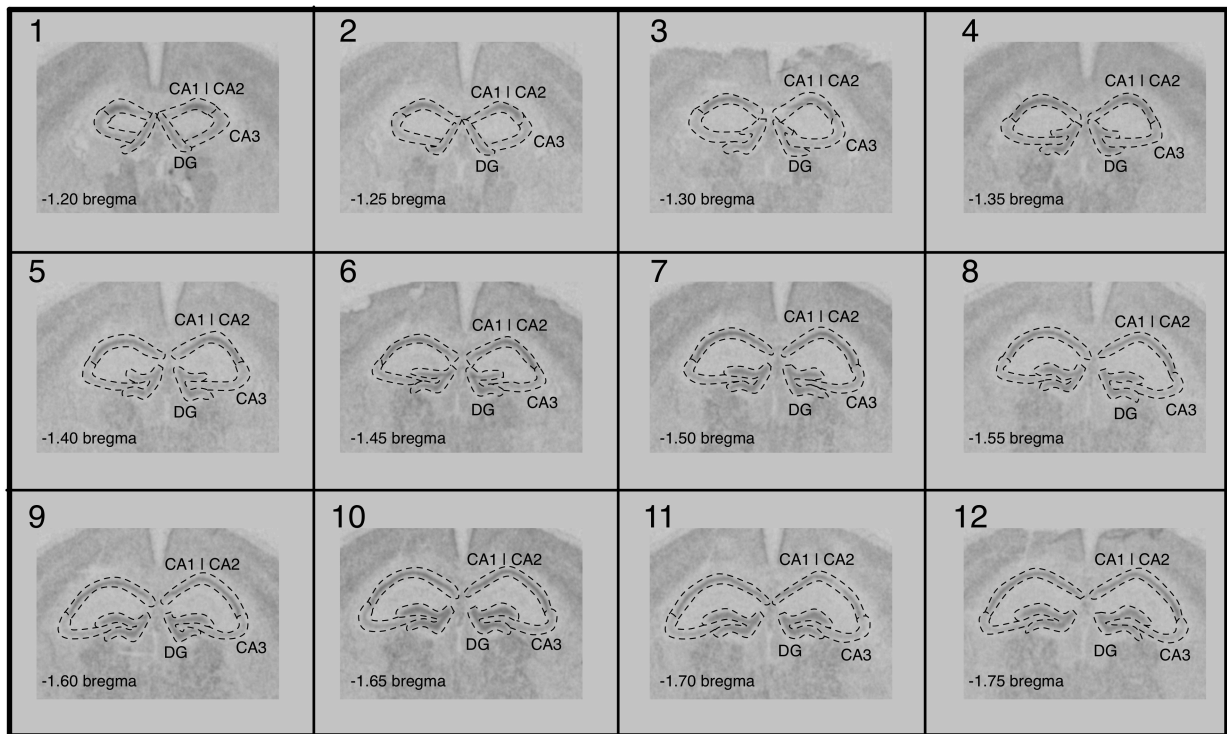 1
CA1 | CA2
CA3
DG
-1.20 bregma
2
CA1 | CA2
CA3
DG
-1.25 bregma
3
CA1 | CA2
CA3
DG
-1.30 bregma
4
CA1 | CA2
CA3
DG
-1.35 bregma
5
CA1 | CA2
CA3
DG
-1.40 bregma
6
CA1 | CA2
CA3
DG
-1.45 bregma
7
CA1 | CA2
CA3
DG
-1.50 bregma
8
CA1 | CA2
CA3
DG
-1.55 bregma
9
CA1 | CA2
CA3
DG
-1.60 bregma
10
CA1 | CA2
CA3
DG
-1.65 bregma
11
CA1 | CA2
CA3
DG
-1.70 bregma
12
CA1 | CA2
CA3
DG
-1.75 bregma